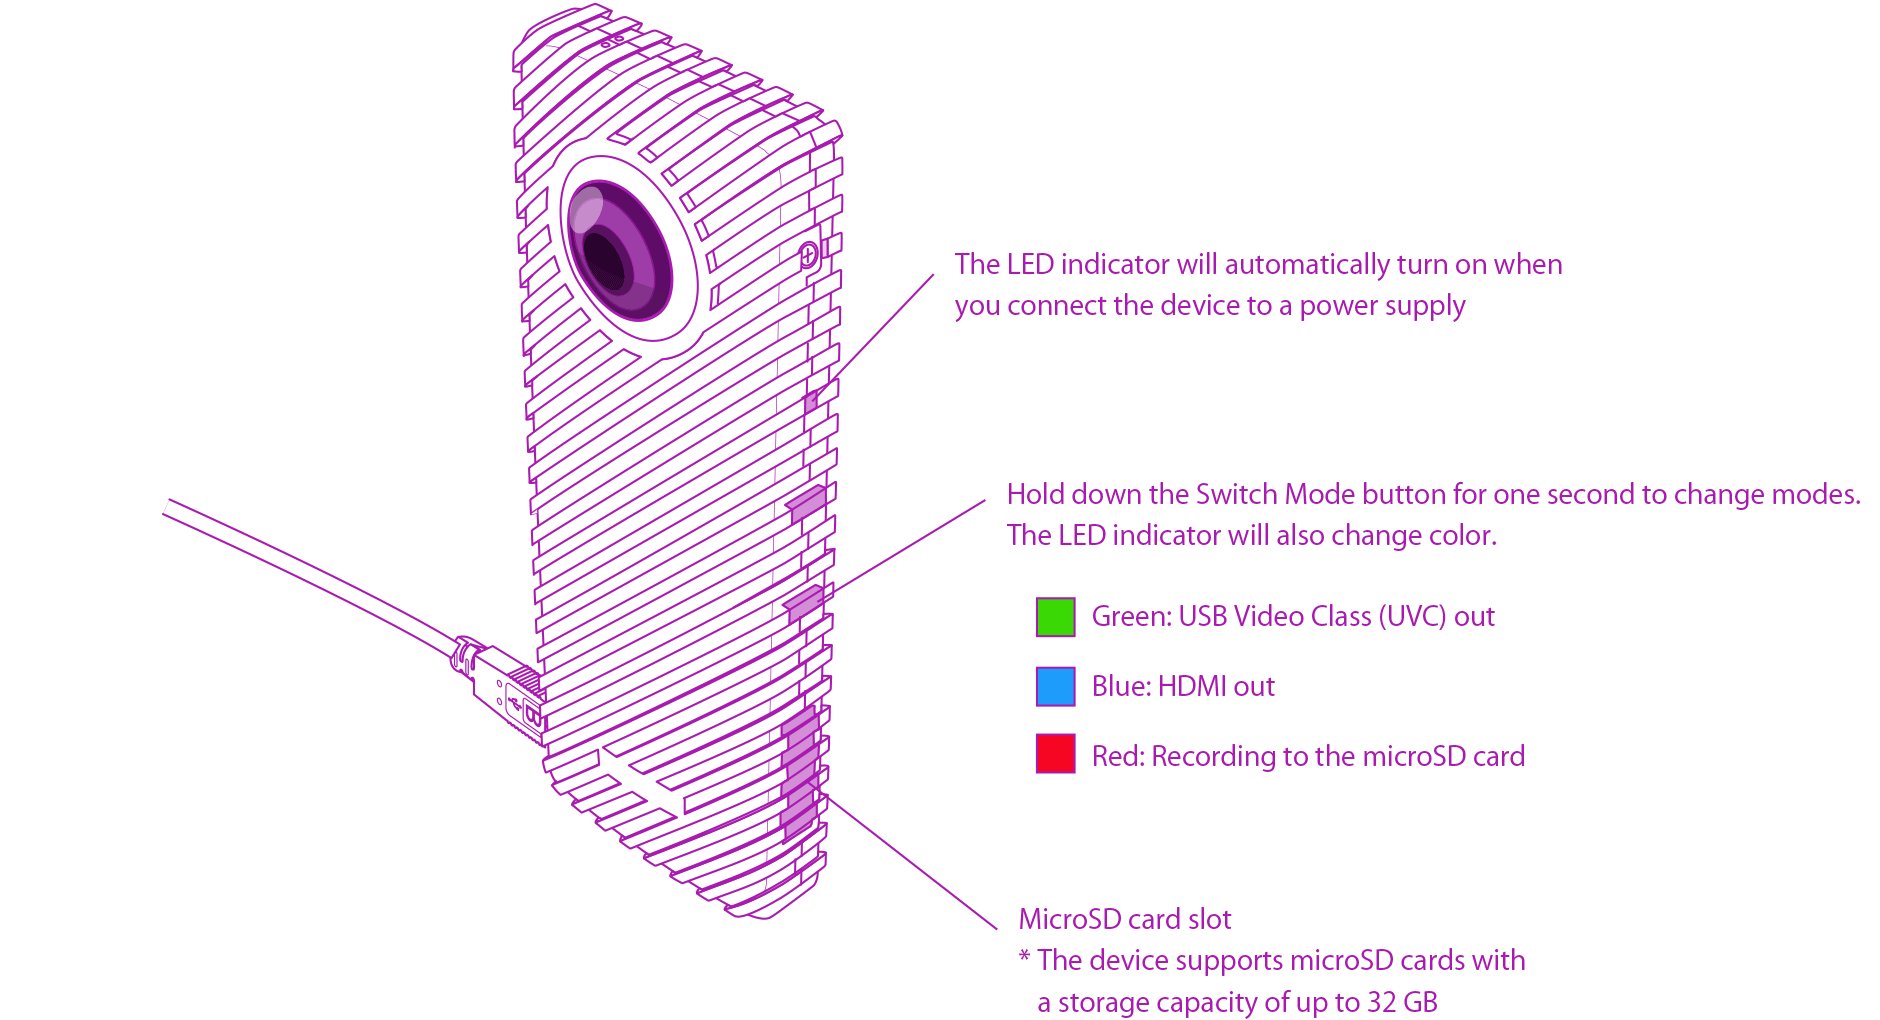 The LED indicator will automatically turn on when
you connect the device to a power supply
Hold down the Switch Mode button for one second to change modes.
The LED indicator will also change color.
Green: USB Video Class (UVC) out
Blue: HDMI out
Red: Recording to the microSD card
MicroSD card slot
* The device supports microSD cards with
a storage capacity of up to 32 GB